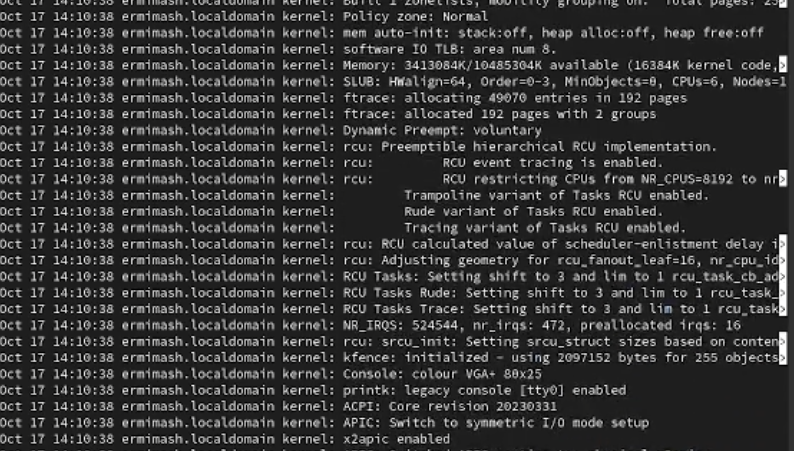 Oct 17 14:10:38 ermimash.localdomain kernel: Built 1 zonelists, mobility grouping on. Total pages:
Oct 17 14:10:38 ermimash.localdomain kernel: Policy zone: Normal
Oct 17 14:10:38 ermimash.localdomain kernel: mem auto-init: stack:off, heap alloc:off, heap free:off
Oct 17 14:10:38 ermimash.localdomain kernel: software IO TLB: area num 8.
Oct 17 14:10:38 ermimash.localdomain kernel: Memory: 3413084K/10485304K available (16384K kernel code,>
Oct 17 14:10:38 ermimash.localdomain kernel: SLUB: HWalign=64, Order=0-3, MinObjects=0, CPUs=6, Nodes=1
Oct 17 14:10:38 ermimash.localdomain kernel: ftrace: allocating 49070 entries in 192 pages
Oct 17 14:10:38 ermimash.localdomain kernel: ftrace: allocated 192 pages with 2 groups
Oct 17 14:10:38 ermimash.localdomain kernel: Dynamic Preempt: voluntary
Oct 17 14:10:38 ermimash.localdomain kernel: rcu: Preemptible hierarchical RCU implementation.
Oct 17 14:10:38 ermimash.localdomain kernel: rcu: RCU event tracing is enabled.
Oct 17 14:10:38 ermimash.localdomain kernel: rcu: RCU restricting CPUs from NR_CPUS=8192 to nr>
Oct 17 14:10:38 ermimash.localdomain kernel: Trampoline variant of Tasks RCU enabled.
Oct 17 14:10:38 ermimash.localdomain kernel: Rude variant of Tasks RCU enabled.
Oct 17 14:10:38 ermimash.localdomain kernel: Tracing variant of Tasks RCU enabled.
Oct 17 14:10:38 ermimash.localdomain kernel: rcu: RCU calculated value of scheduler-enlistment delay i>
Oct 17 14:10:38 ermimash.localdomain kernel: rcu: Adjusting geometry for rcu_fanout_leaf=16, nr_cpu_id>
Oct 17 14:10:38 ermimash.localdomain kernel: RCU Tasks: Setting shift to 3 and lim to 1 rcu_task_cb_ad>
Oct 17 14:10:38 ermimash.localdomain kernel: RCU Tasks Rude: Setting shift to 3 and lim to 1 rcu_task_>
Oct 17 14:10:38 ermimash.localdomain kernel: RCU Tasks Trace: Setting shift to 3 and lim to 1 rcu_task>
Oct 17 14:10:38 ermimash.localdomain kernel: NR_IRQS: 524544, nr_irqs: 472, preallocated irqs: 16
Oct 17 14:10:38 ermimash.localdomain kernel: rcu: srcu_init: Setting srcu_struct sizes based on conten>
Oct 17 14:10:38 ermimash.localdomain kernel: kfence: initialized - using 2097152 bytes for 255 objects>
Oct 17 14:10:38 ermimash.localdomain kernel: Console: colour VGA+ 80x25
Oct 17 14:10:38 ermimash.localdomain kernel: printk: legacy console [tty0] enabled
Oct 17 14:10:38 ermimash.localdomain kernel: ACPI: Core revision 20230331
Oct 17 14:10:38 ermimash.localdomain kernel: APIC: Switch to symmetric I/O mode setup
Oct 17 14:10:38 ermimash.localdomain kernel: x2apic enabled